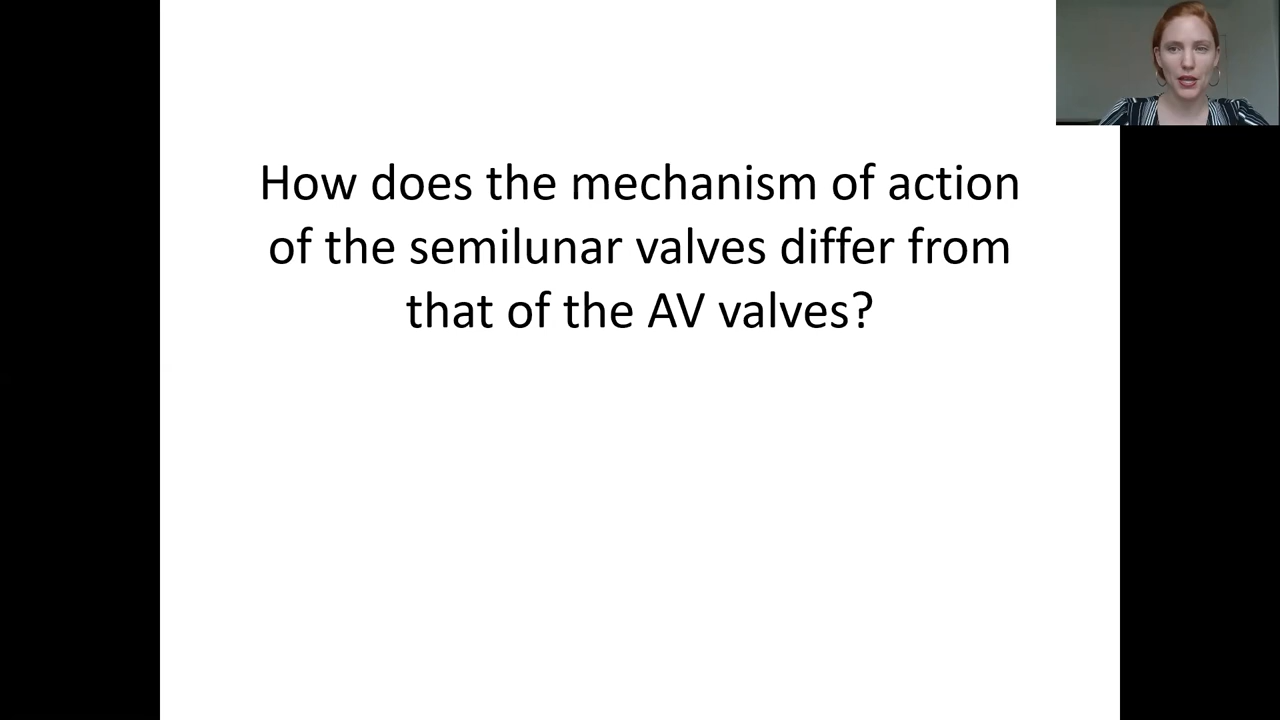 How does the mechanism of action
of the semilunar valves differ from
that of the AV valves?